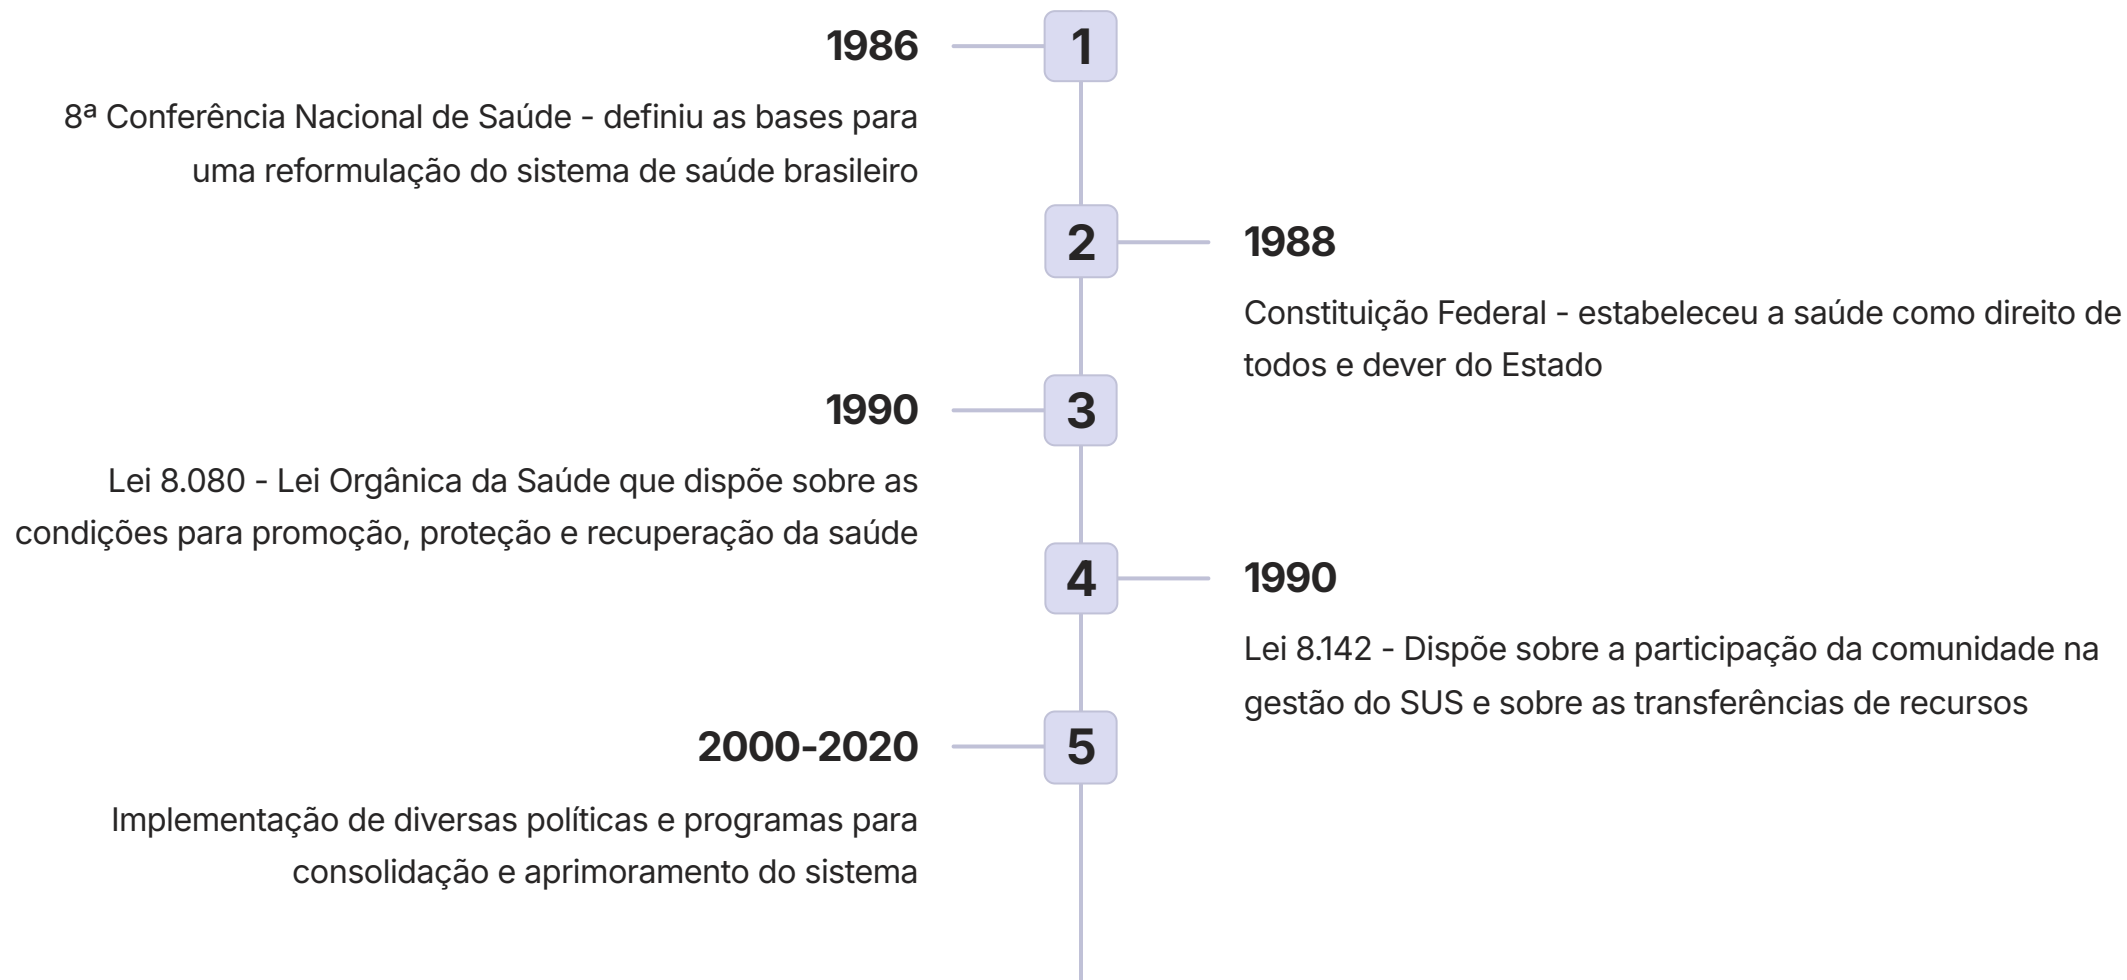 1986
1
8ª Conferência Nacional de Saúde - definiu as bases para
uma reformulação do sistema de saúde brasileiro
2
1988
Constituição Federal - estabeleceu a saúde como direito de
todos e dever do Estado
1990
3
Lei 8.080 - Lei Orgânica da Saúde que dispõe sobre as
condições para promoção, proteção e recuperação da saúde
4
1990
Lei 8.142 - Dispõe sobre a participação da comunidade na
gestão do SUS e sobre as transferências de recursos
2000-2020
5
Implementação de diversas políticas e programas para
consolidação e aprimoramento do sistema